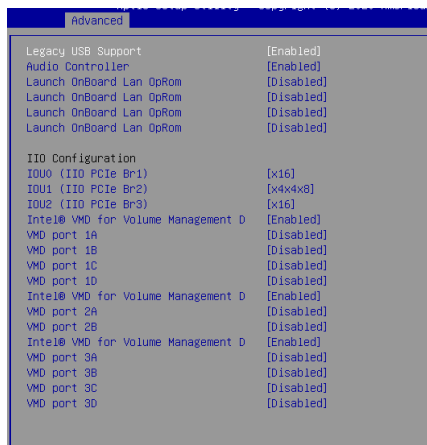 Advanced
Legacy USB Support [Enabled]
Audio Controller [Enabled]
Launch OnBoard Lan OpRom [Disabled]
Launch OnBoard Lan OpRom [Disabled]
Launch OnBoard Lan OpRom [Disabled]
Launch OnBoard Lan OpRom [Disabled]
IIO Configuration
IOU0 (IIO PCIe Br1) [x16]
IOU1 (IIO PCIe Br2) [x4x4x8]
IOU2 (IIO PCIe Br3) [x16]
Intel® VMD for Volume Management D [Enabled]
VMD port 1A [Disabled]
VMD port 1B [Disabled]
VMD port 1C [Disabled]
VMD port 1D [Disabled]
Intel® VMD for Volume Management D [Enabled]
VMD port 2A [Disabled]
VMD port 2B [Disabled]
Intel® VMD for Volume Management D [Enabled]
VMD port 3A [Disabled]
VMD port 3B [Disabled]
VMD port 3C [Disabled]
VMD port 3D [Disabled]